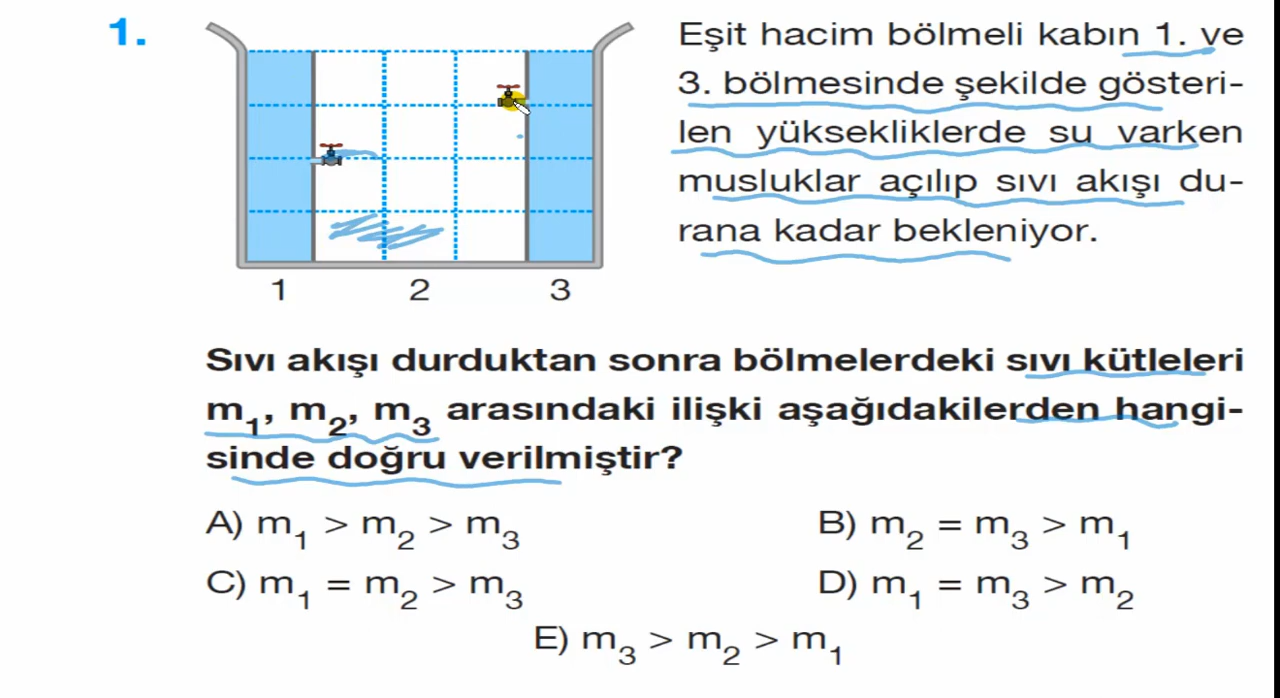 1.
Eşit hacim bölmeli kabın 1. ve
3. bölmesinde şekilde gösteri-
len yüksekliklerde su varken
musluklar açılıp sıvı akışı du-
rana kadar bekleniyor.
1 2 3
Sıvı akışı durduktan sonra bölmelerdeki sıvı kütleleri
m₁, m₂, m₃ arasındaki ilişki aşağıdakilerden hangi-
sinde doğru verilmiştir?
A) m₁ > m₂ > m₃ B) m₂ = m₃ > m₁
C) m₁ = m₂ > m₃ D) m₁ = m₃ > m₂
E) m₃ > m₂ > m₁